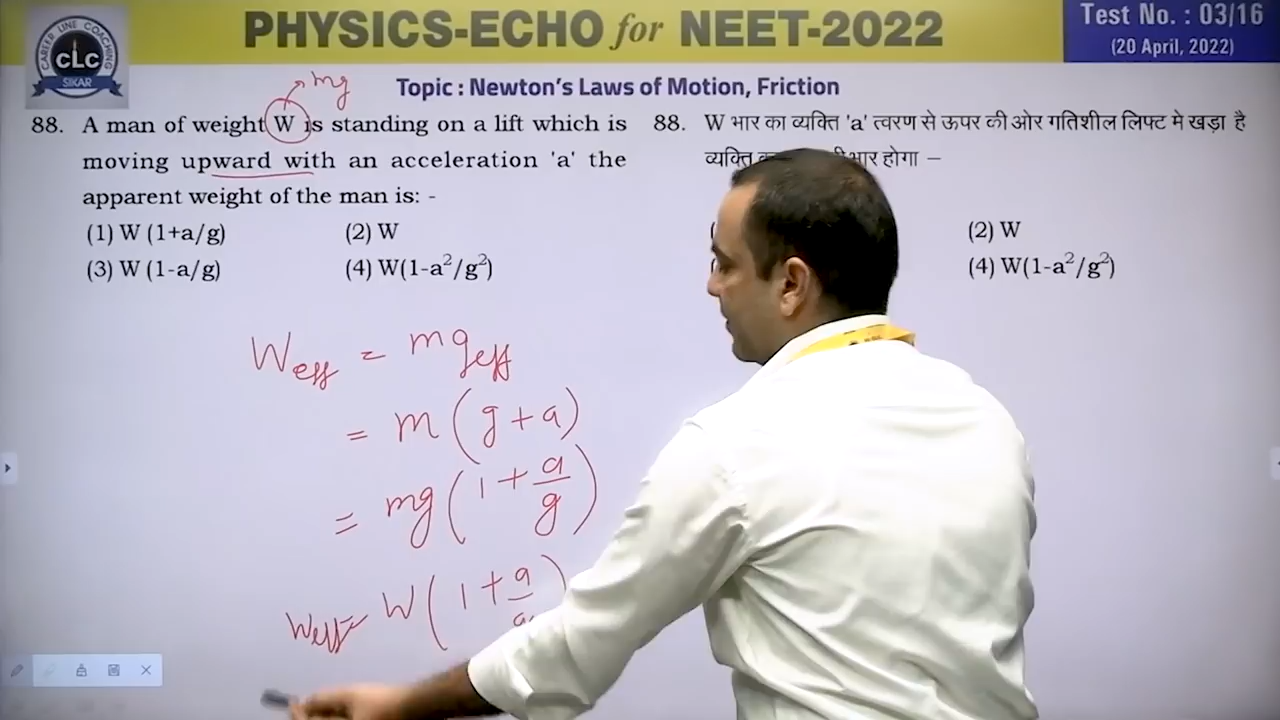 PHYSICS-ECHO for NEET-2022
Test No. : 03/16
(20 April, 2022)
CAREER LINE COACHING
CLC
SIKAR
Topic : Newton's Laws of Motion, Friction
mg
88. A man of weight W is standing on a lift which is
moving upward with an acceleration 'a' the
apparent weight of the man is: -
(1) W (1+a/g)
(2) W
(3) W (1-a/g)
(4) W(1-a²/g²)
88. W भार का व्यक्ति 'a' त्वरण से ऊपर की ओर गतिशील लिफ्ट मे खड़ा है
व्यक्ति भार होगा –
(2) W
(4) W(1-a²/g²)
Weff = mgeff
= m(g+a)
= mg(1+a/g)
Weff = W(1+a/